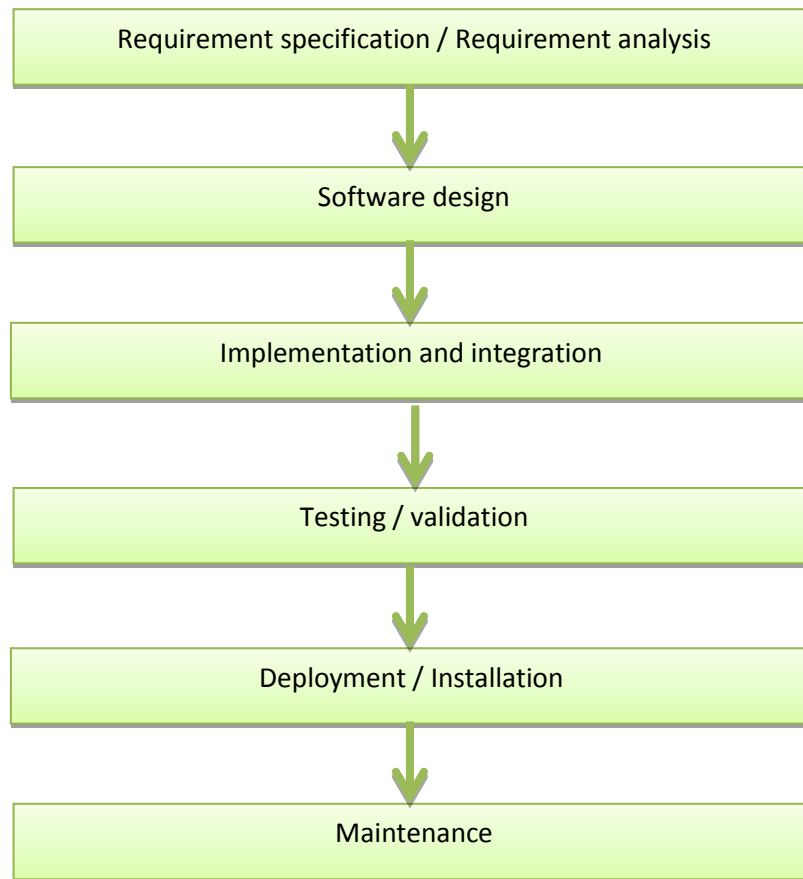 Requirement specification / Requirement analysis
Software design
Implementation and integration
Testing / validation
Deployment / Installation
Maintenance